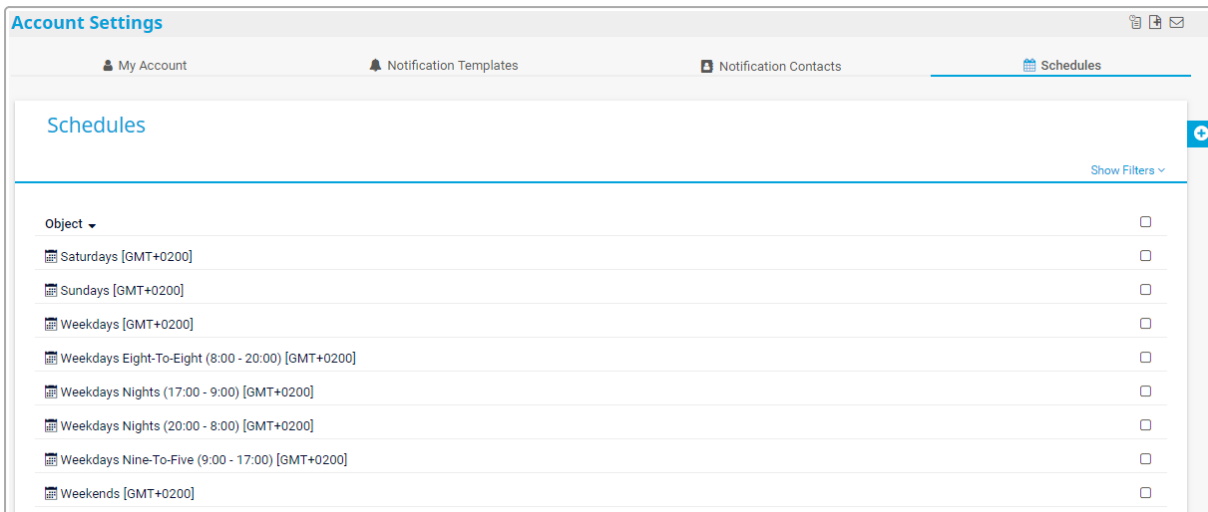 Account Settings
My Account
Notification Templates
Notification Contacts
Schedules
Schedules
Show Filters
Object
Saturdays [GMT+0200]
Sundays [GMT+0200]
Weekdays [GMT+0200]
Weekdays Eight-To-Eight (8:00 - 20:00) [GMT+0200]
Weekdays Nights (17:00 - 9:00) [GMT+0200]
Weekdays Nights (20:00 - 8:00) [GMT+0200]
Weekdays Nine-To-Five (9:00 - 17:00) [GMT+0200]
Weekends [GMT+0200]